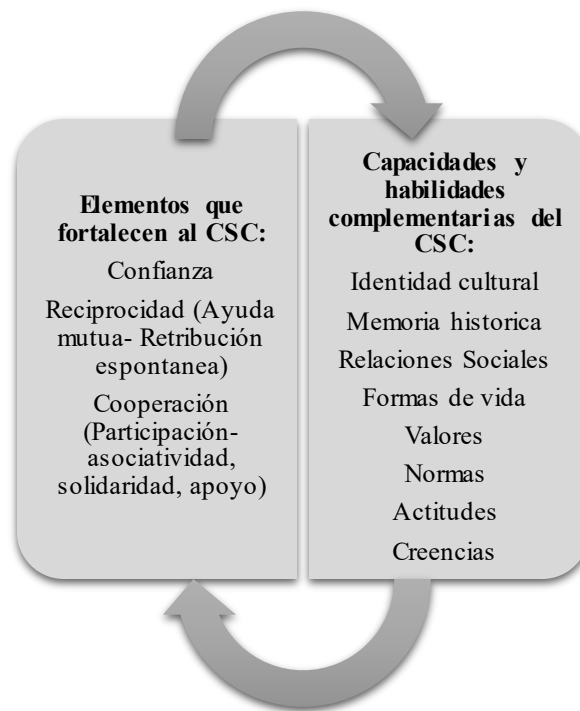 Elementos que
fortalecen al CSC:
Confianza
Reciprocidad (Ayuda
mutua- Retribución
espontanea)
Cooperación
(Participación-
asociatividad,
solidaridad, apoyo)
Capacidades y
habilidades
complementarias del
CSC:
Identidad cultural
Memoria historica
Relaciones Sociales
Formas de vida
Valores
Normas
Actitudes
Creencias